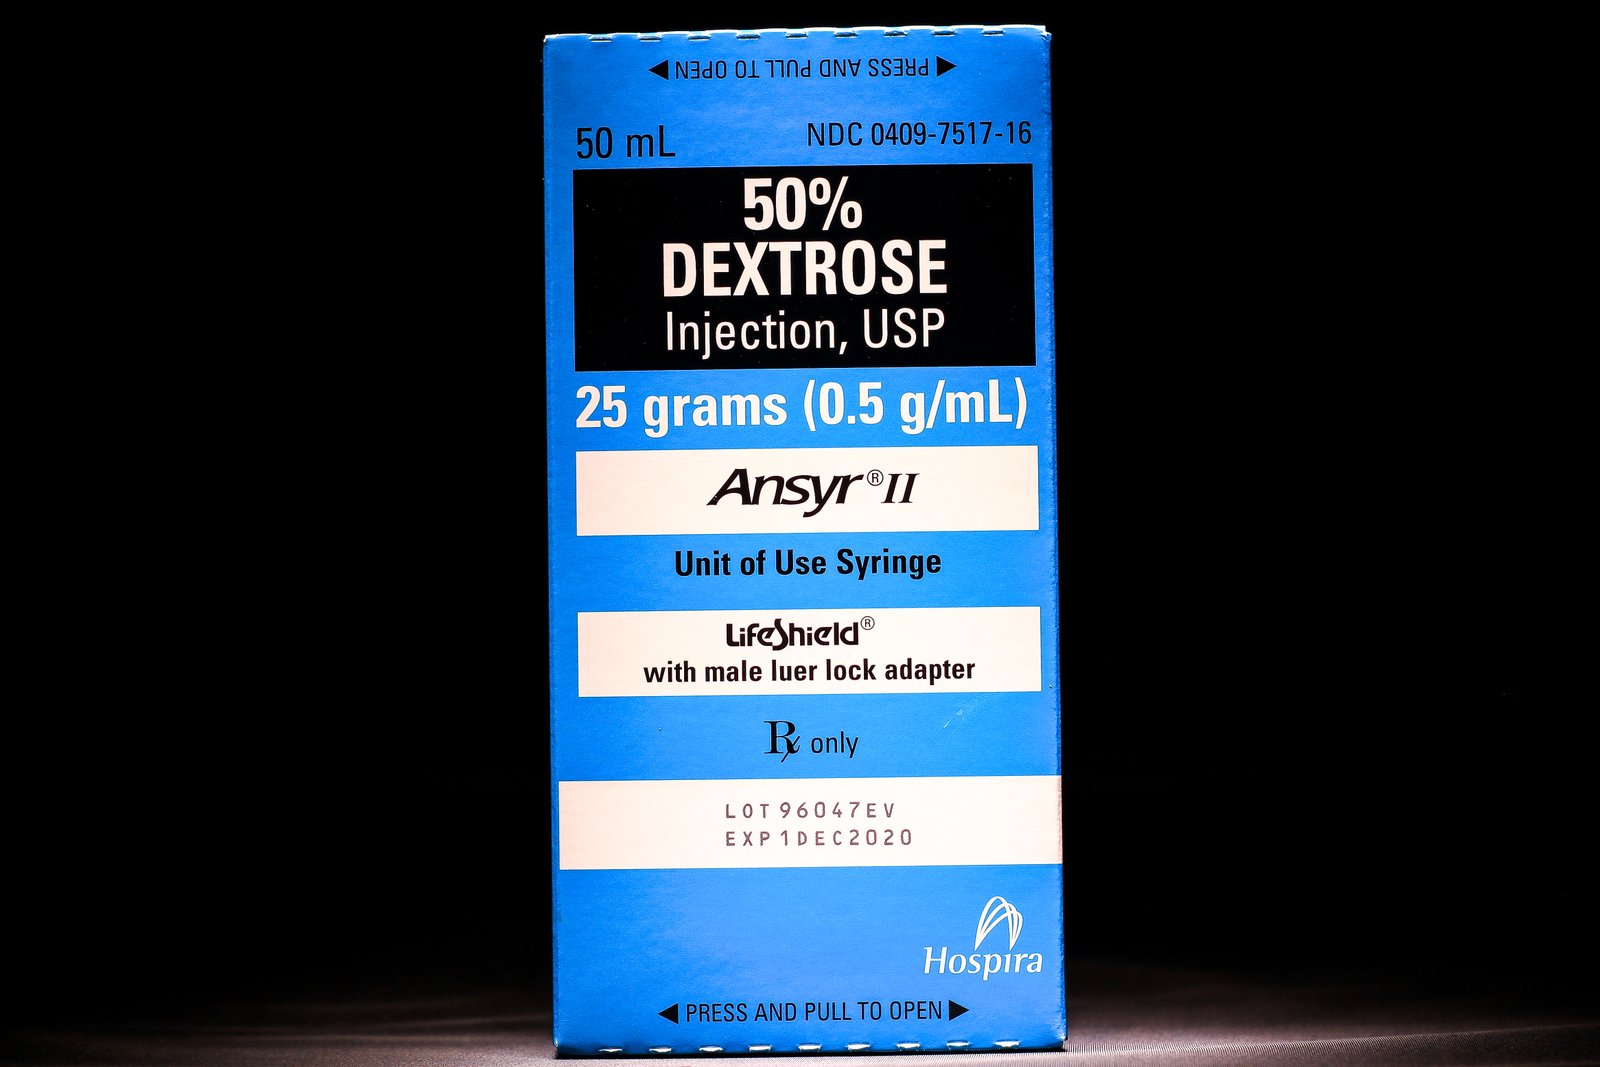 ◀ PRESS AND PULL TO OPEN ▶
50 mL
NDC 0409-7517-16
50%
DEXTROSE
Injection, USP
25 grams (0.5 g/mL)
Ansyr® II
Unit of Use Syringe
LifeShield®
with male luer lock adapter
℞ only
LOT 96047EV
EXP 1DEC2020
Hospira
◀ PRESS AND PULL TO OPEN ▶